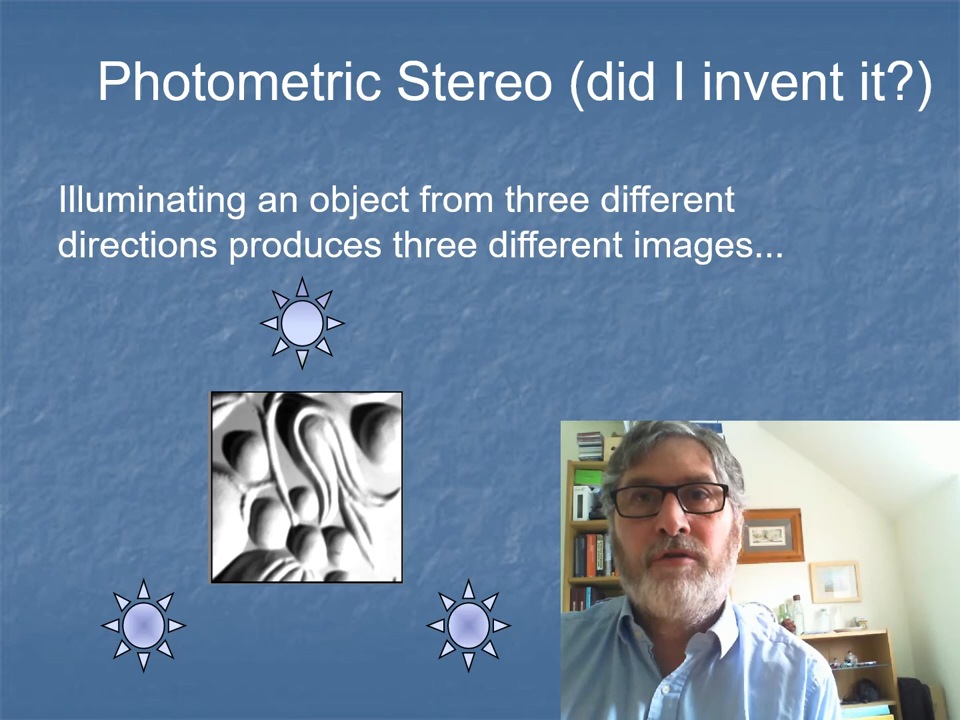 Photometric Stereo (did I invent it?)
Illuminating an object from three different
directions produces three different images...